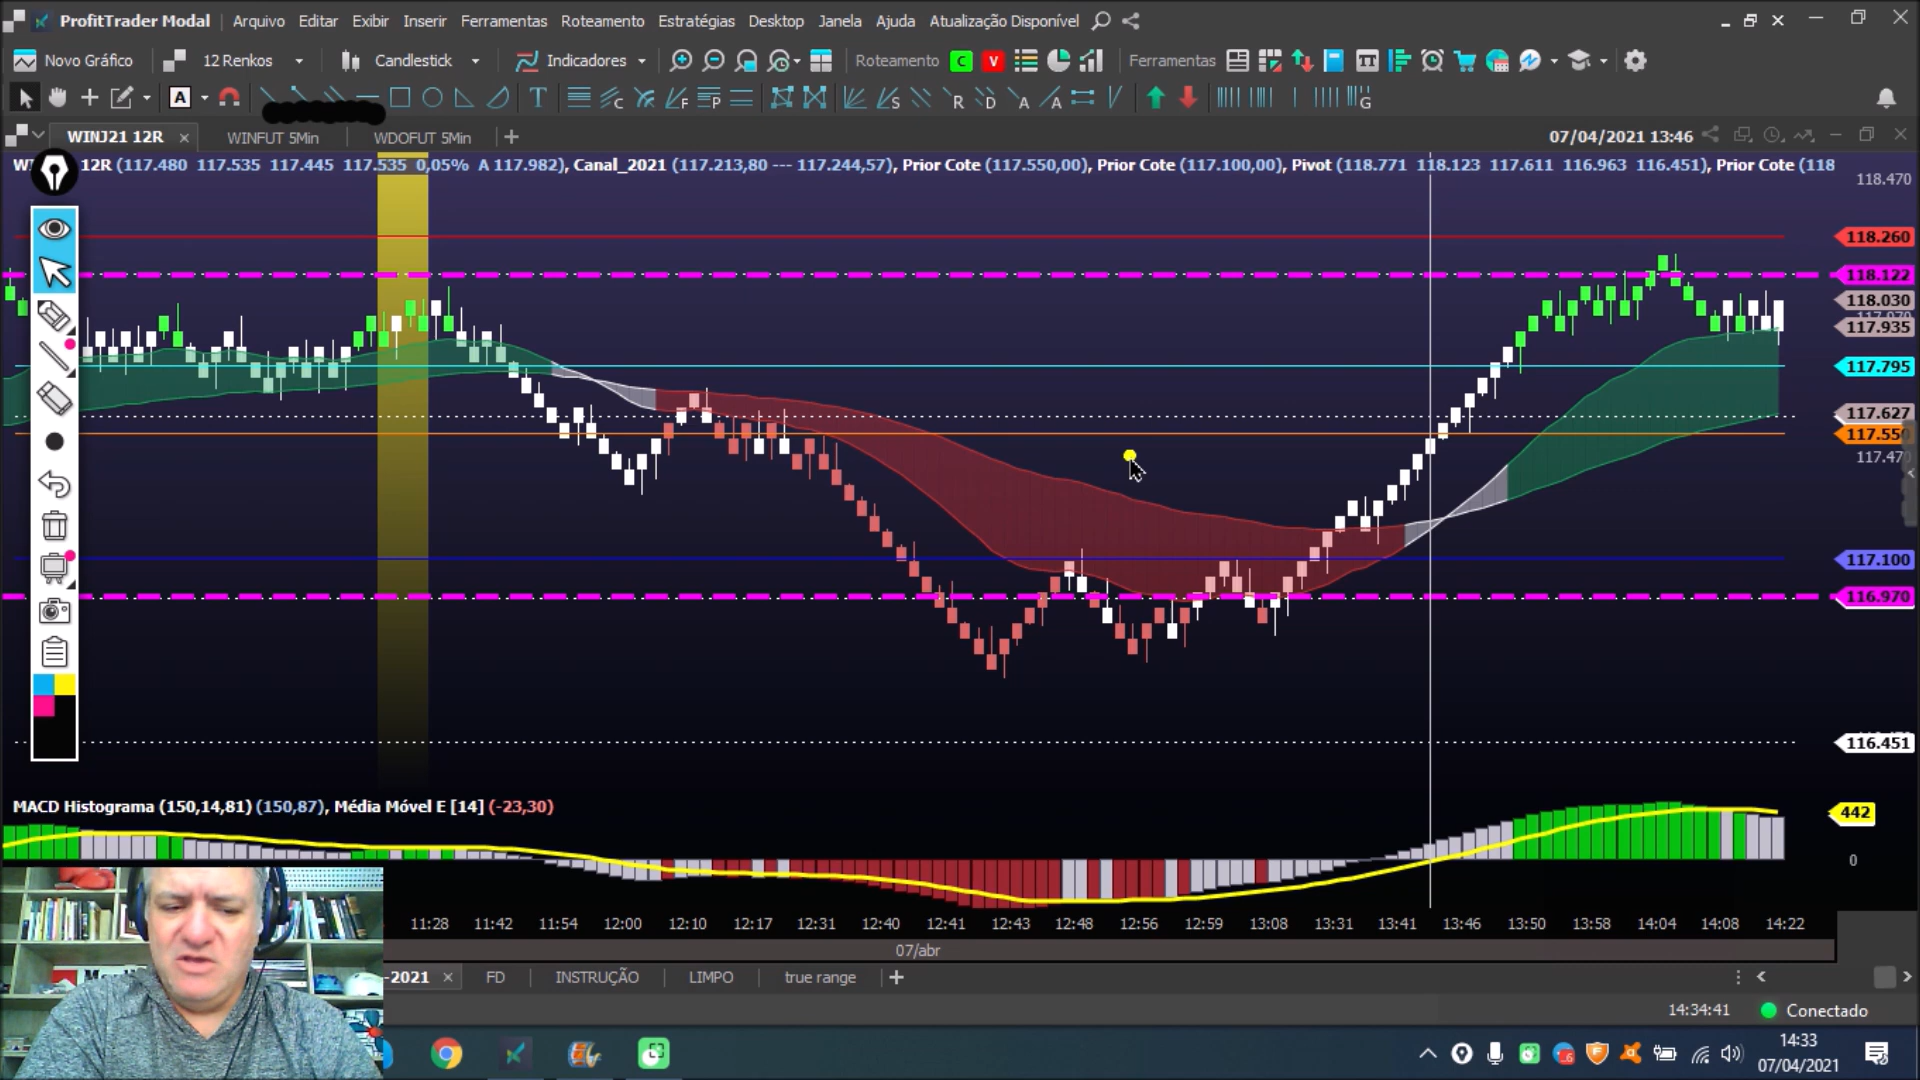 ProfitTrader Modal Arquivo Editar Exibir Inserir Ferramentas Roteamento Estratégias Desktop Janela Ajuda Atualização Disponível
Novo Gráfico 12 Renkos Candlestick Indicadores Roteamento C V Ferramentas
A T C F P S R D A A G
WINJ21 12R WINFUT 5Min WDOFUT 5Min 07/04/2021 13:46
12R (117.480 117.535 117.445 117.535 0,05% A 117.982), Canal_2021 (117.213,80 --- 117.244,57), Prior Cote (117.550,00), Prior Cote (117.100,00), Pivot (118.771 118.123 117.611 116.963 116.451), Prior Cote (118
118.470
118.260
118.122
118.030
117.935
117.795
117.627
117.550
117.470
117.100
116.970
116.451
MACD Histograma (150,14,81) (150,87), Média Móvel E [14] (-23,30)
442
0
11:28 11:42 11:54 12:00 12:10 12:17 12:31 12:40 12:41 12:43 12:48 12:56 12:59 13:08 13:31 13:41 13:46 13:50 13:58 14:04 14:08 14:22
07/abr
-2021 FD INSTRUÇÃO LIMPO true range
14:34:41 Conectado
14:33
07/04/2021